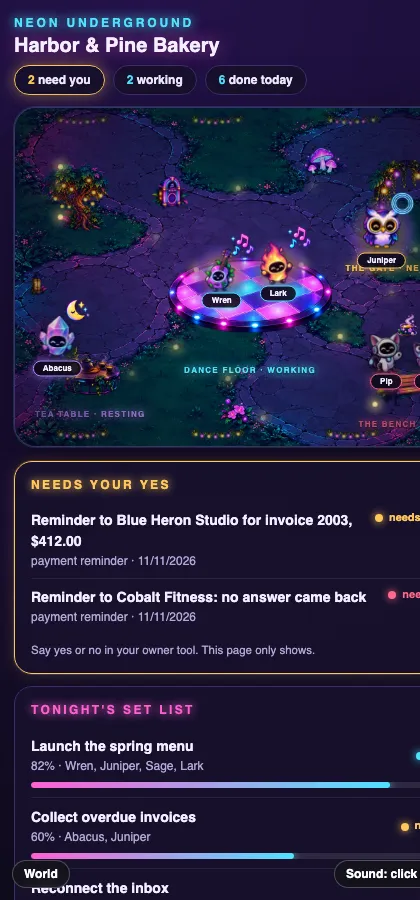 NEON UNDERGROUND
Harbor & Pine Bakery
2 need you
2 working
6 done today
Juniper
THE GATE · NE
Wren
Lark
Abacus
DANCE FLOOR · WORKING
Pip
TEA TABLE · RESTING
THE BENCH
NEEDS YOUR YES
Reminder to Blue Heron Studio for invoice 2003,
$412.00
needs
payment reminder · 11/11/2026
Reminder to Cobalt Fitness: no answer came back
nee
payment reminder · 11/11/2026
Say yes or no in your owner tool. This page only shows.
TONIGHT'S SET LIST
Launch the spring menu
82% · Wren, Juniper, Sage, Lark
Collect overdue invoices
60% · Abacus, Juniper
World
Sound: click
Reconnect the inbox